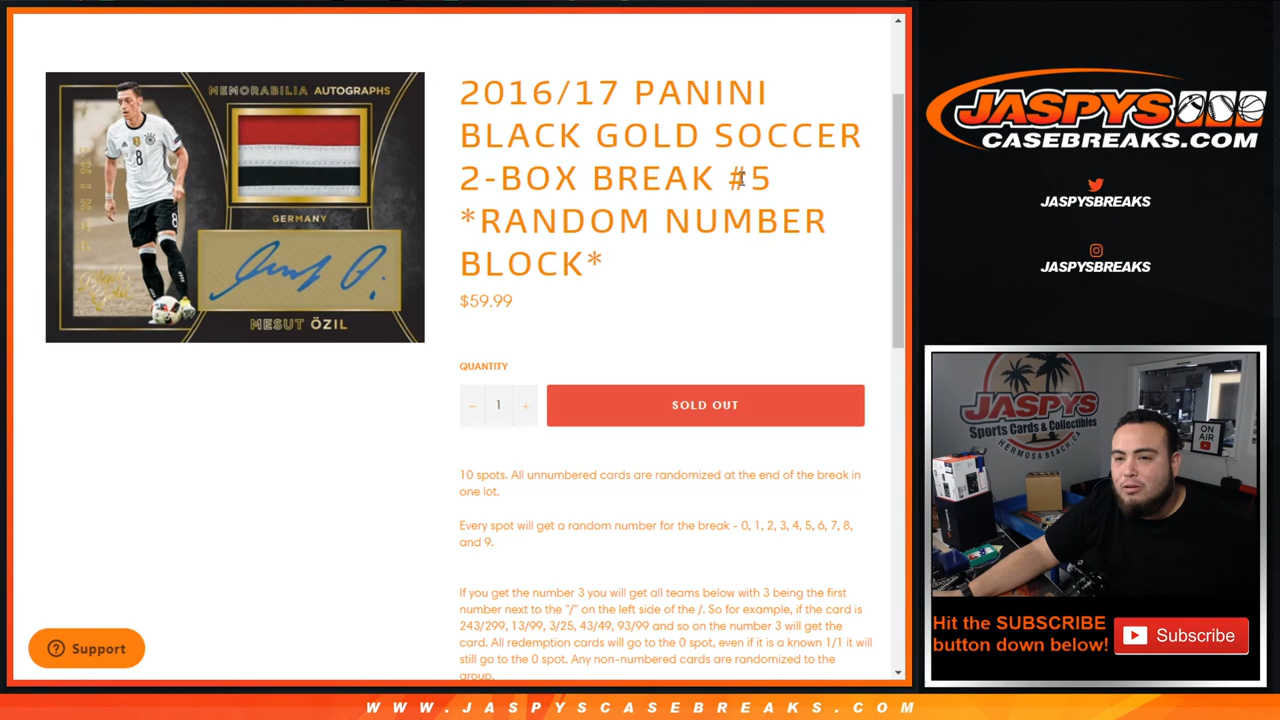 MEMORABILIA AUTOGRAPHS
GERMANY
MESUT ÖZIL
2016/17 PANINI
BLACK GOLD SOCCER
2-BOX BREAK #5
*RANDOM NUMBER
BLOCK*
$59.99
QUANTITY
− 1 +
SOLD OUT
10 spots. All unnumbered cards are randomized at the end of the break in
one lot.
Every spot will get a random number for the break - 0, 1, 2, 3, 4, 5, 6, 7, 8,
and 9.
If you get the number 3 you will get all teams below with 3 being the first
number next to the "/" on the left side of the /. So for example, if the card is
243/299, 13/99, 3/25, 43/49, 93/99 and so on the number 3 will get the
card. All redemption cards will go to the 0 spot, even if it is a known 1/1 it will
still go to the 0 spot. Any non-numbered cards are randomized to the
group.
Support
JASPYS
CASEBREAKS.COM
JASPYSBREAKS
JASPYSBREAKS
JASPYS
Sports Cards & Collectibles
HERMOSA BEACH, CA
ON
AIR
Hit the SUBSCRIBE
button down below!
Subscribe
WWW.JASPYSCASEBREAKS.COM